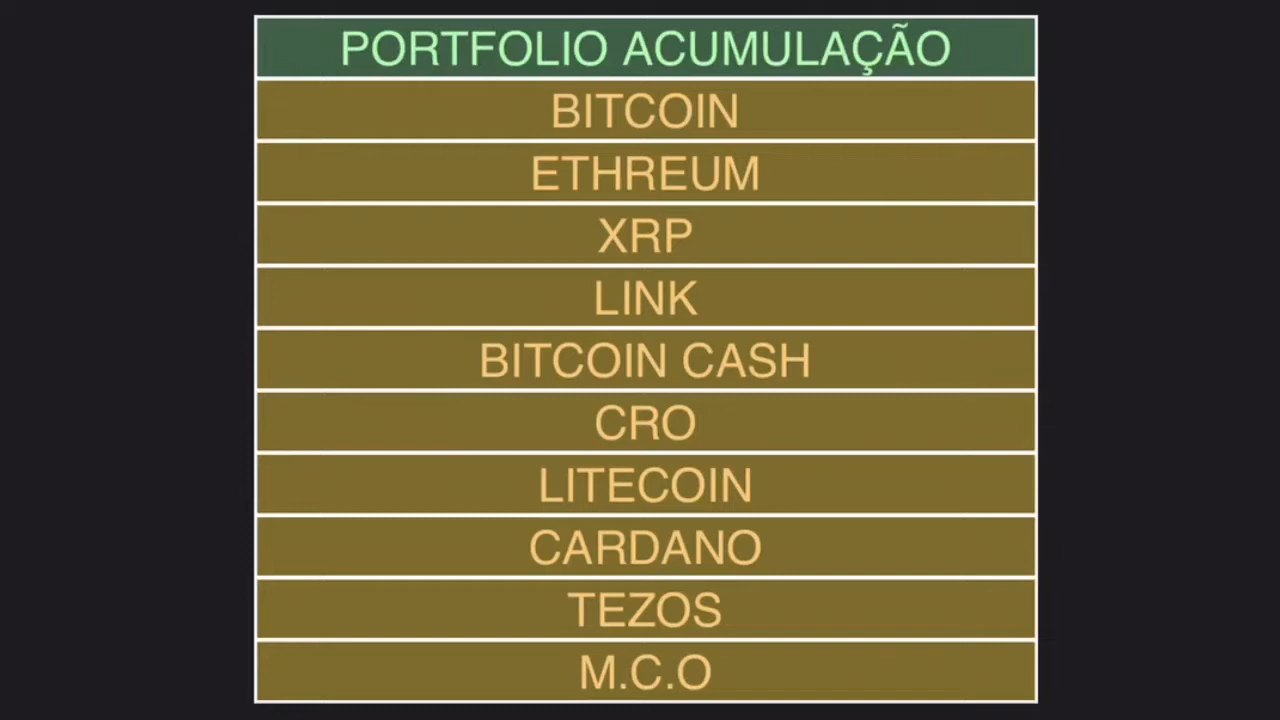 PORTFOLIO ACUMULAÇÃO
BITCOIN
ETHREUM
XRP
LINK
BITCOIN CASH
CRO
LITECOIN
CARDANO
TEZOS
M.C.O